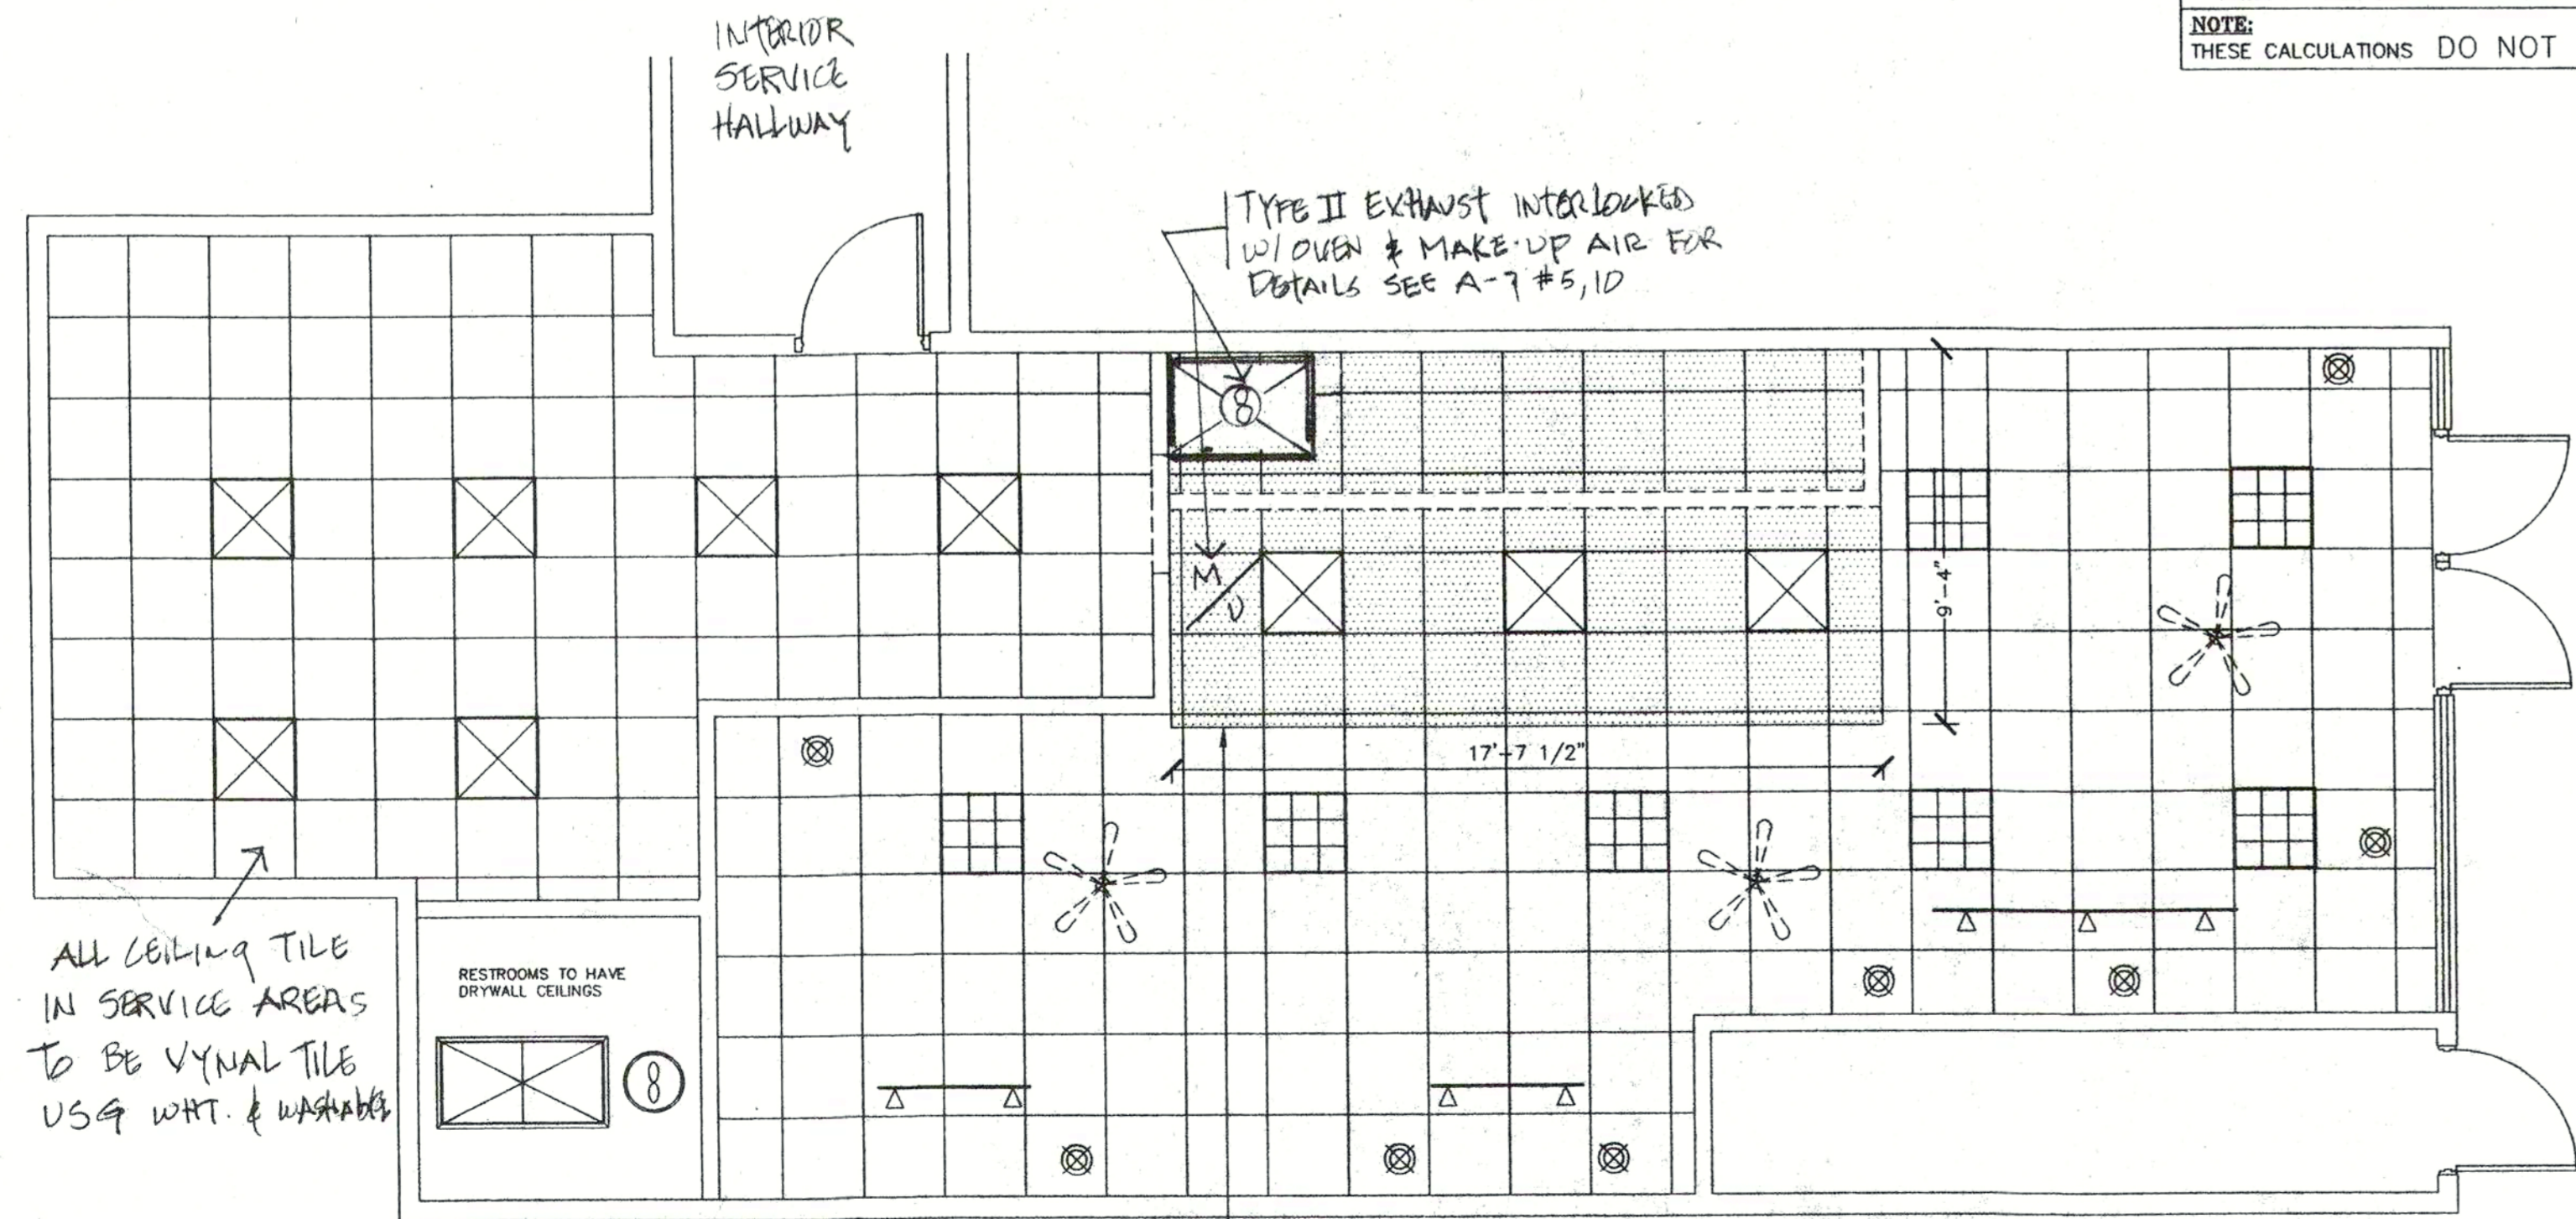 NOTE:
THESE CALCULATIONS DO NOT
INTERIOR
SERVICE
HALLWAY
TYPE II EXHAUST INTERLOCKED
W/ OVEN & MAKE-UP AIR FOR
DETAILS SEE A-7 #5,10
8
M
U
9'-4"
17'-7 1/2"
ALL CEILING TILE
IN SERVICE AREAS
TO BE VYNAL TILE
USG WHT. & WASHABLE
RESTROOMS TO HAVE
DRYWALL CEILINGS
8